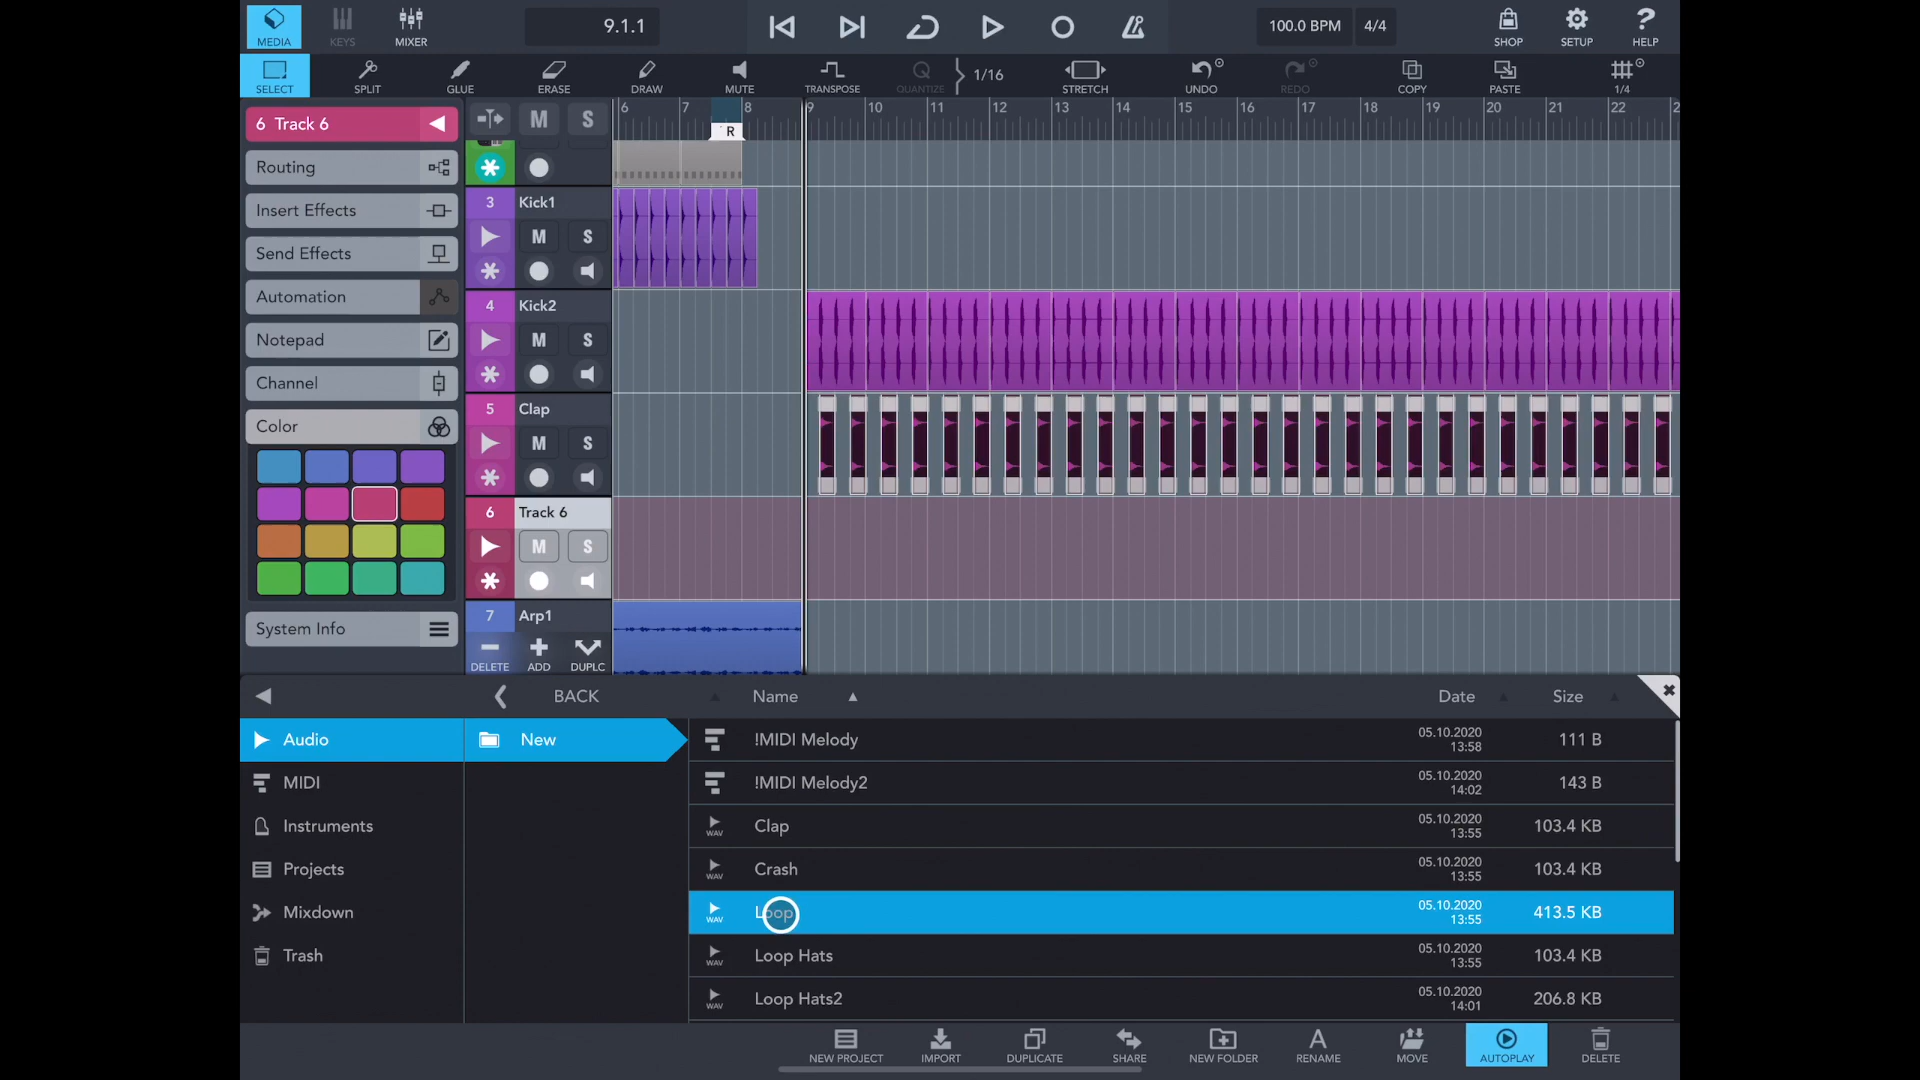 MEDIA
KEYS
MIXER
9.1.1
100.0 BPM
4/4
SHOP
SETUP
HELP
SELECT
SPLIT
GLUE
ERASE
DRAW
MUTE
TRANSPOSE
Q
QUANTIZE
1/16
STRETCH
UNDO
REDO
COPY
PASTE
1/4
6 Track 6
M
S
6
7
8
9
10
11
12
13
14
15
16
17
18
19
20
21
22
2
R
Routing
Insert Effects
Send Effects
Automation
Notepad
Channel
Color
System Info
3
Kick1
M
S
4
Kick2
M
S
5
Clap
M
S
6
Track 6
M
S
7
Arp1
DELETE
ADD
DUPLC
BACK
Name
Date
Size
Audio
MIDI
Instruments
Projects
Mixdown
Trash
New
!MIDI Melody
05.10.2020
13:58
111 B
!MIDI Melody2
05.10.2020
14:02
143 B
WAV
Clap
05.10.2020
13:55
103.4 KB
WAV
Crash
05.10.2020
13:55
103.4 KB
WAV
Loop
05.10.2020
13:55
413.5 KB
WAV
Loop Hats
05.10.2020
13:55
103.4 KB
WAV
Loop Hats2
05.10.2020
14:01
206.8 KB
NEW PROJECT
IMPORT
DUPLICATE
SHARE
NEW FOLDER
RENAME
MOVE
AUTOPLAY
DELETE